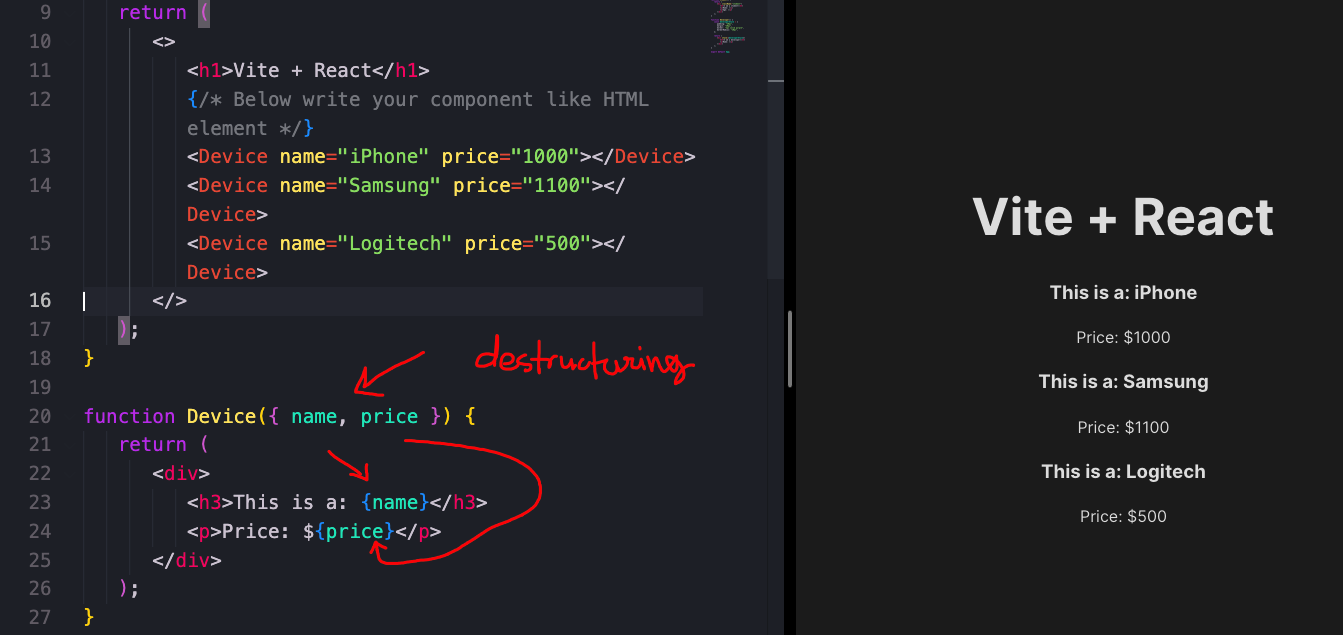 9 return (
10 <>
11 <h1>Vite + React</h1>
12 {/* Below write your component like HTML
element */}
13 <Device name="iPhone" price="1000"></Device>
14 <Device name="Samsung" price="1100"></
Device>
15 <Device name="Logitech" price="500"></
Device>
16 </>
17 );
18 }
destructuring
19
20 function Device({ name, price }) {
21 return (
22 <div>
23 <h3>This is a: {name}</h3>
24 <p>Price: ${price}</p>
25 </div>
26 );
27 }
Vite + React
This is a: iPhone
Price: $1000
This is a: Samsung
Price: $1100
This is a: Logitech
Price: $500